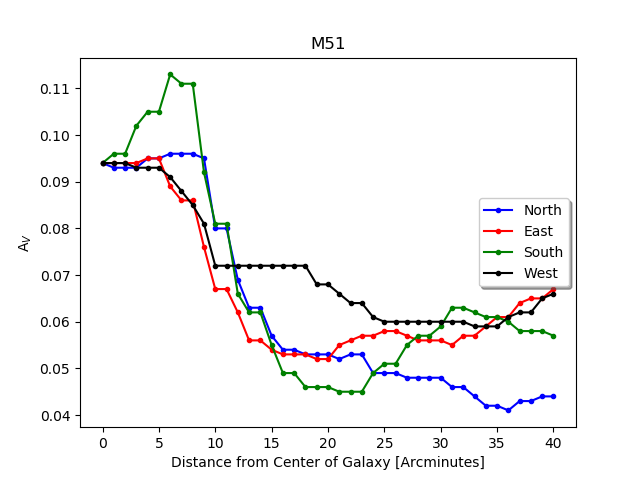 M51
0.11
0.10
0.09
0.08
0.07
0.06
0.05
0.04
A_V
North
East
South
West
0 5 10 15 20 25 30 35 40
Distance from Center of Galaxy [Arcminutes]